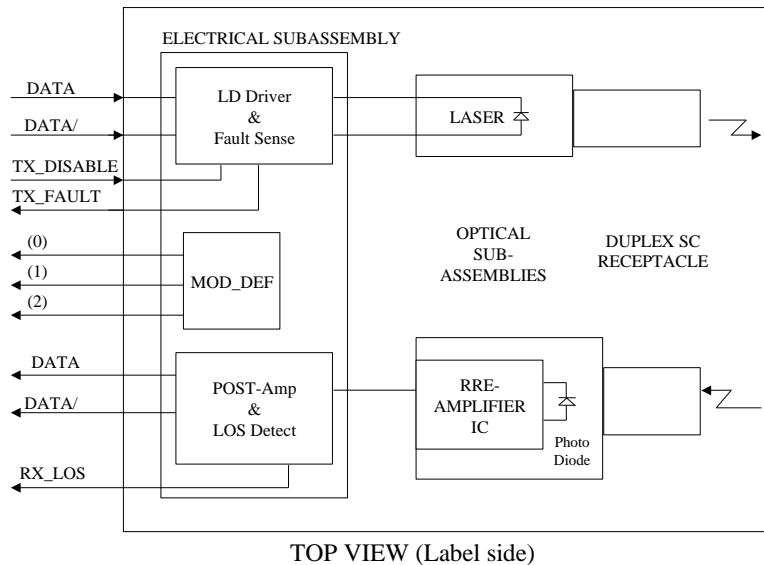 ELECTRICAL SUBASSEMBLY
DATA
DATA/
TX_DISABLE
TX_FAULT
LD Driver
&
Fault Sense
LASER
(0)
(1)
(2)
MOD_DEF
OPTICAL
SUB-
ASSEMBLIES
DUPLEX SC
RECEPTACLE
DATA
DATA/
RX_LOS
POST-Amp
&
LOS Detect
RRE-
AMPLIFIER
IC
Photo
Diode
TOP VIEW (Label side)